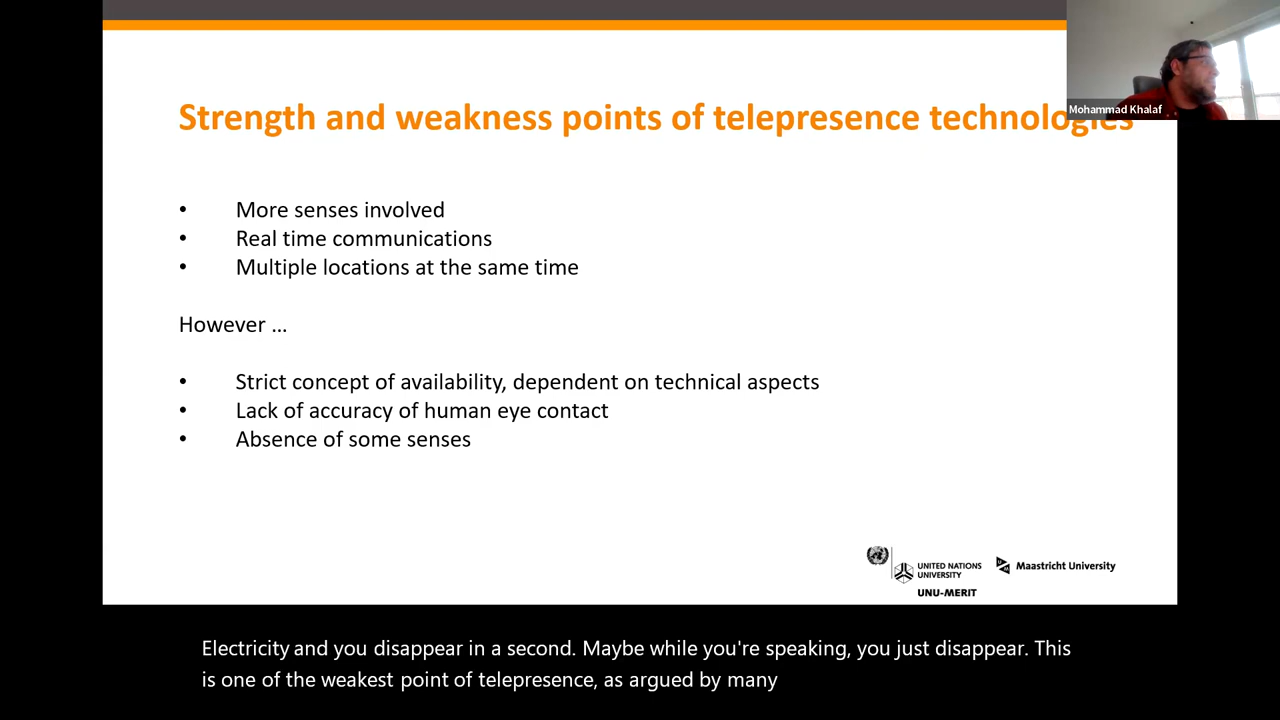 Strength and weakness points of telepresence technologies
Mohammad Khalaf
• More senses involved
• Real time communications
• Multiple locations at the same time
However ...
• Strict concept of availability, dependent on technical aspects
• Lack of accuracy of human eye contact
• Absence of some senses
UNITED NATIONS
UNIVERSITY
UNU-MERIT
Maastricht University
Electricity and you disappear in a second. Maybe while you're speaking, you just disappear. This
is one of the weakest point of telepresence, as argued by many